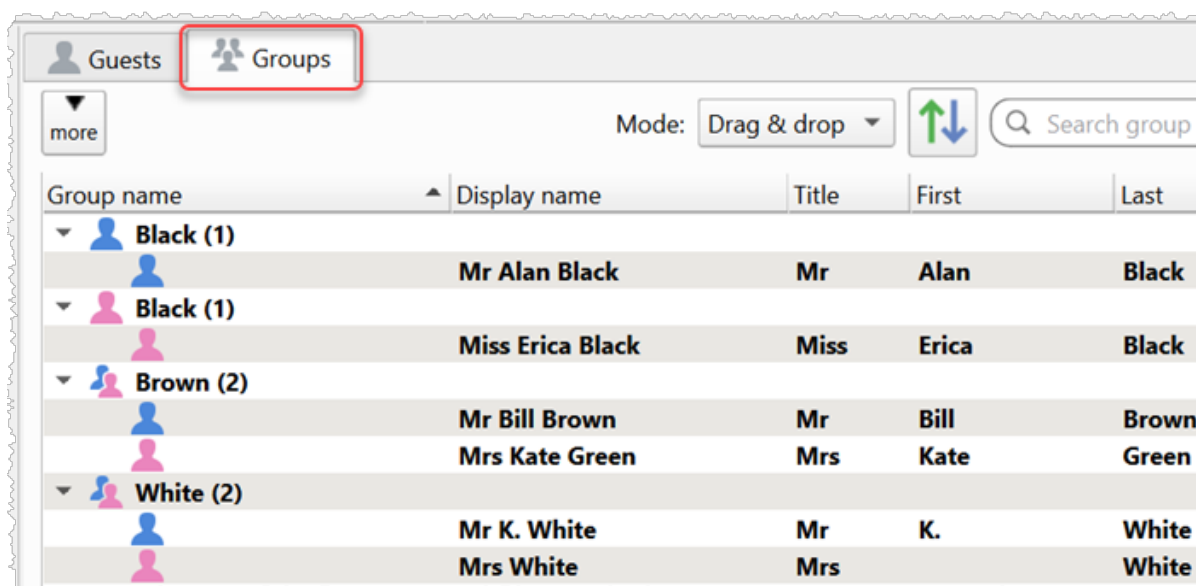 Guests Groups
more Mode: Drag & drop Search group
Group name Display name Title First Last
Black (1)
Mr Alan Black Mr Alan Black
Black (1)
Miss Erica Black Miss Erica Black
Brown (2)
Mr Bill Brown Mr Bill Brown
Mrs Kate Green Mrs Kate Green
White (2)
Mr K. White Mr K. White
Mrs White Mrs White